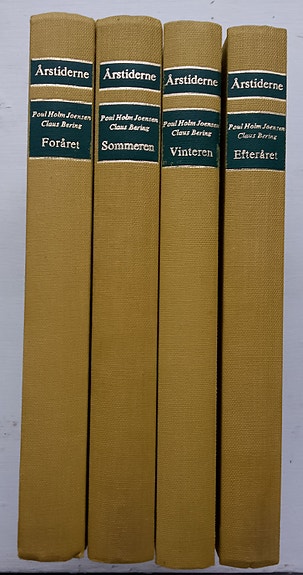 Årstiderne
Poul Holm Joensen
Claus Bering
Foråret
Årstiderne
Poul Holm Joensen
Claus Bering
Sommeren
Årstiderne
Poul Holm Joensen
Claus Bering
Vinteren
Årstiderne
Poul Holm Joensen
Claus Bering
Efteråret